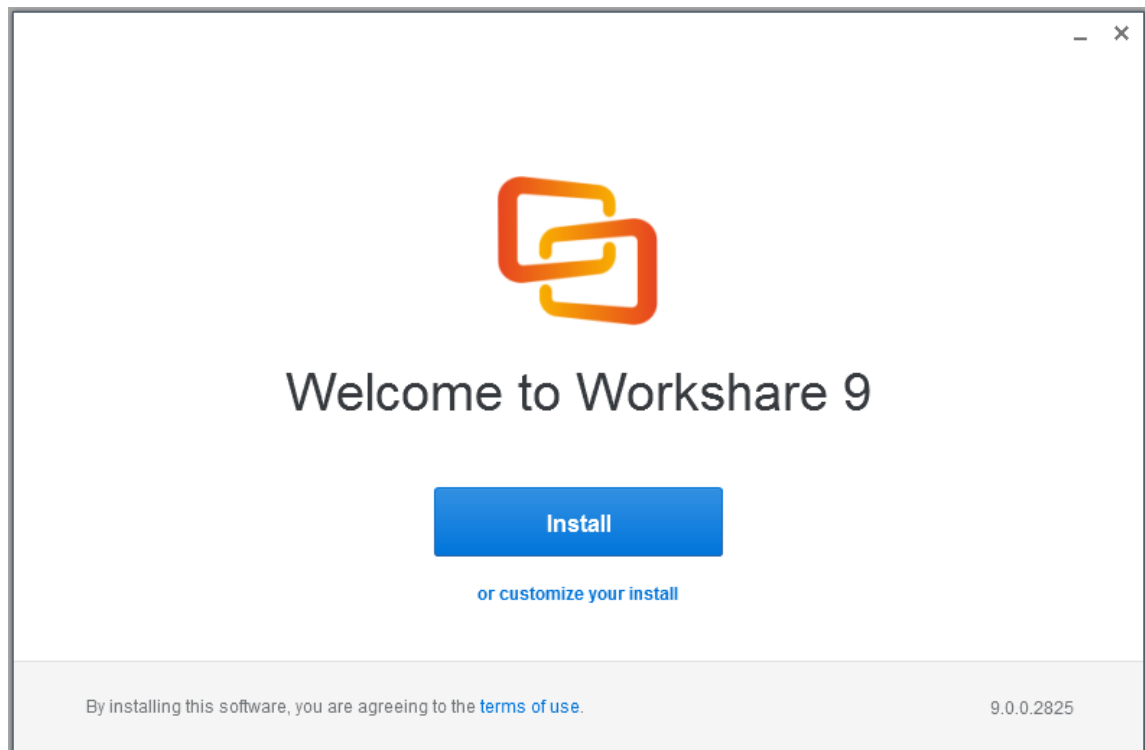 Welcome to Workshare 9
Install
or customize your install
By installing this software, you are agreeing to the terms of use.
9.0.0.2825